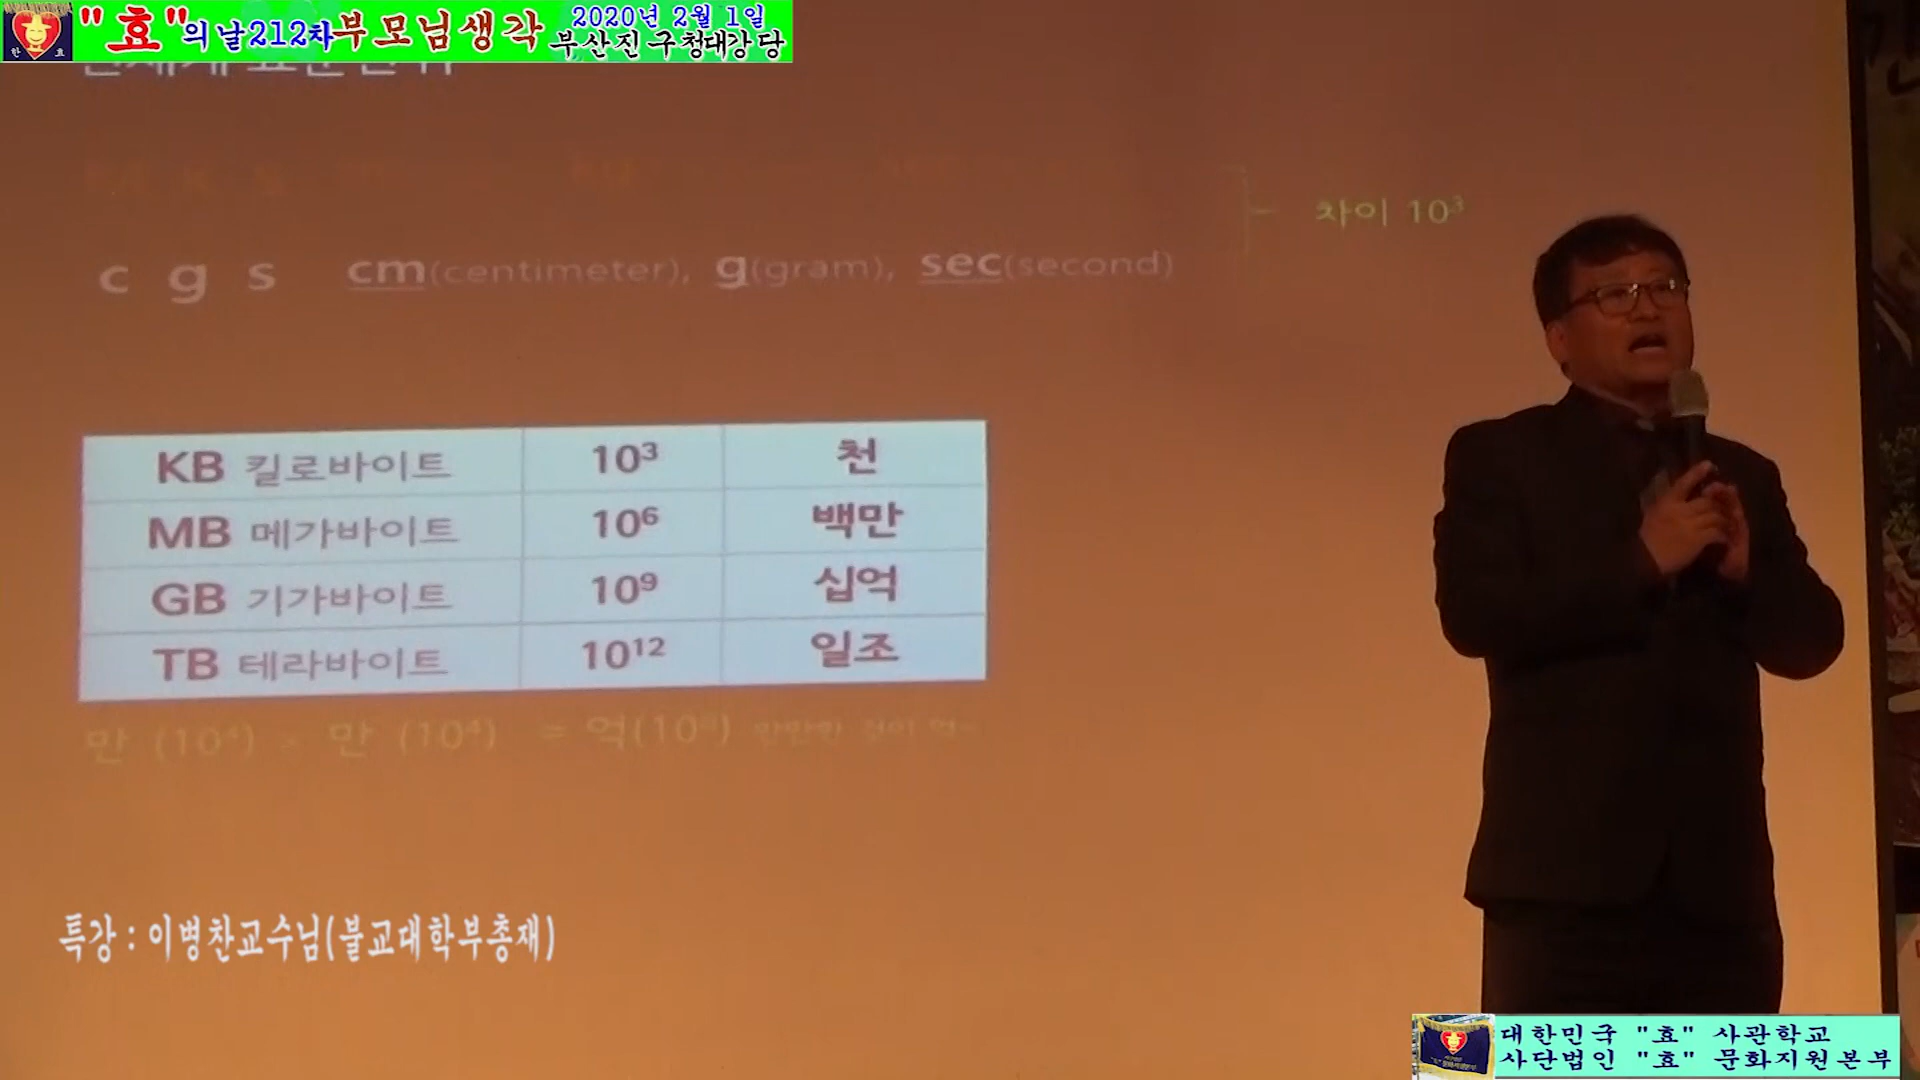 "효"의날212차부모님생각
2020년 2월 1일
부산진구청대강당
한 효
차이 10³
c g s cm(centimeter), g(gram), sec(second)
KB 킬로바이트 10³ 천
MB 메가바이트 10⁶ 백만
GB 기가바이트 10⁹ 십억
TB 테라바이트 10¹² 일조
만 (10⁴) 만 (10⁴) = 억(10⁸)
특강 : 이병찬교수님(불교대학부총재)
대한민국 "효" 사관학교
사단법인 "효" 문화지원본부